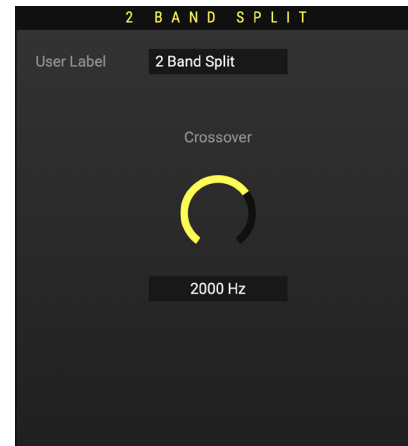 2 BAND SPLIT
User Label 2 Band Split
Crossover
2000 Hz